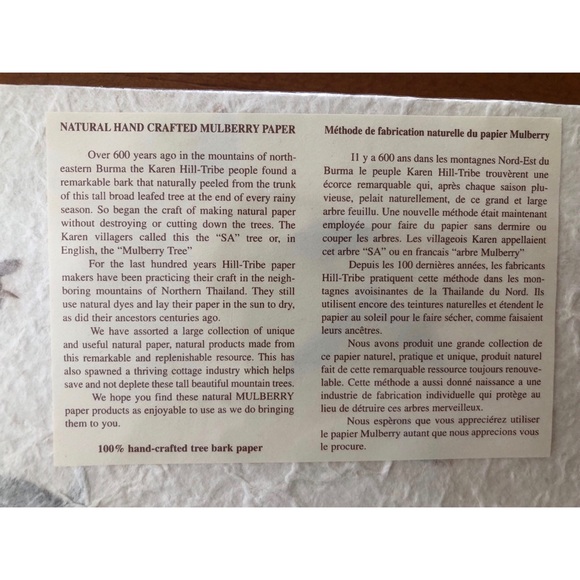 NATURAL HAND CRAFTED MULBERRY PAPER
Over 600 years ago in the mountains of north-
eastern Burma the Karen Hill-Tribe people found a
remarkable bark that naturally peeled from the trunk
of this tall broad leafed tree at the end of every rainy
season. So began the craft of making natural paper
without destroying or cutting down the trees. The
Karen villagers called this the “SA” tree or, in
English, the “Mulberry Tree”
For the last hundred years Hill-Tribe paper
makers have been practicing their craft in the neigh-
boring mountains of Northern Thailand. They still
use natural dyes and lay their paper in the sun to dry,
as did their ancestors centuries ago.
We have assorted a large collection of unique
and useful natural paper, natural products made from
this remarkable and replenishable resource. This has
also spawned a thriving cottage industry which helps
save and not deplete these tall beautiful mountain trees.
We hope you find these natural MULBERRY
paper products as enjoyable to use as we do bringing
them to you.
100% hand-crafted tree bark paper
Méthode de fabrication naturelle du papier Mulberry
Il y a 600 ans dans les montagnes Nord-Est du
Burma le peuple Karen Hill-Tribe trouvèrent une
écorce remarquable qui, après chaque saison plu-
vieuse, pelait naturellement, de ce grand et large
arbre feuillu. Une nouvelle méthode était maintenant
employée pour faire du papier sans dermire ou
couper les arbres. Les villageois Karen appelaient
cet arbre “SA” ou en francais “arbre Mulberry”
Depuis les 100 dernières années, les fabricants
Hill-Tribe pratiquent cette méthode dans les mon-
tagnes avoisinantes de la Thailande du Nord. Ils
utilisent encore des teintures naturelles et étendent le
papier au soleil pour le faire sécher, comme faisaient
leurs ancêtres.
Nous avons produit une grande collection de
ce papier naturel, pratique et unique, produit naturel
fait de cette remarquable ressource toujours renouve-
lable. Cette méthode a aussi donné naissance a une
industrie de fabrication individuelle qui protège au
lieu de détruire ces arbres merveilleux.
Nous espèrons que vous appreciérez utiliser
le papier Mulberry autant que nous apprecions vous
le procure.